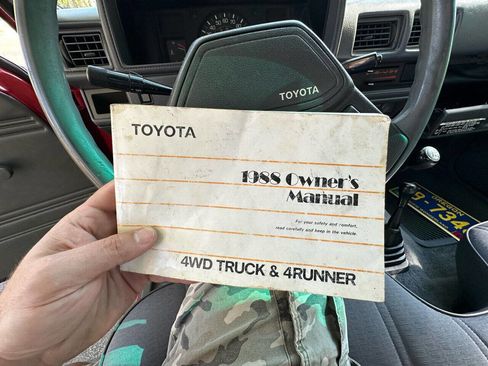 TOYOTA
TOYOTA
1988 Owner's
Manual
For your safety and comfort,
read carefully and keep in the vehicle.
4WD TRUCK & 4RUNNER